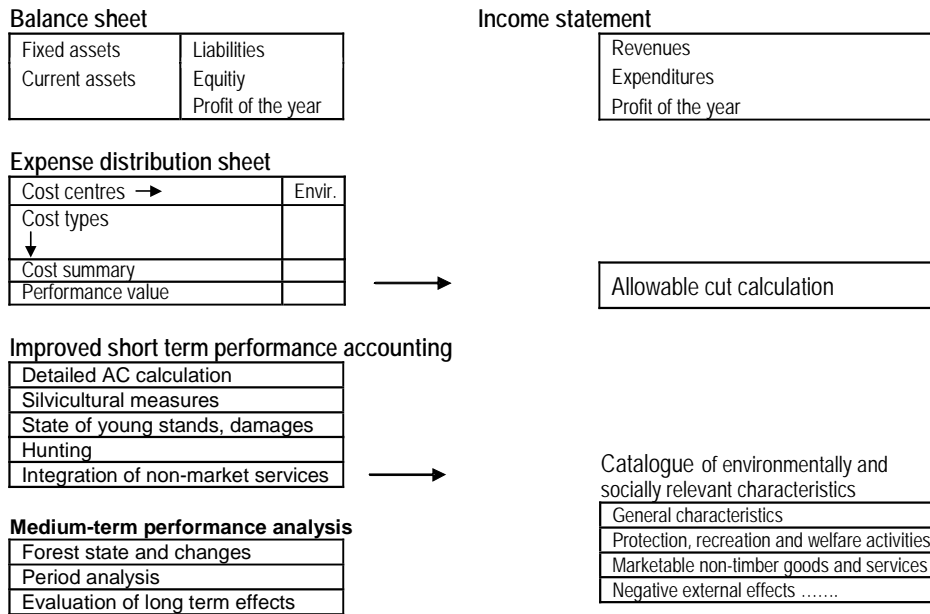 Balance sheet
Fixed assets
Liabilities
Current assets
Equitiy
Profit of the year
Income statement
Revenues
Expenditures
Profit of the year
Expense distribution sheet
Cost centres → Envir.
Cost types
↓
Cost summary
Performance value
→
Allowable cut calculation
Improved short term performance accounting
Detailed AC calculation
Silvicultural measures
State of young stands, damages
Hunting
Integration of non-market services
→
Catalogue of environmentally and
socially relevant characteristics
General characteristics
Protection, recreation and welfare activities
Marketable non-timber goods and services
Negative external effects .......
Medium-term performance analysis
Forest state and changes
Period analysis
Evaluation of long term effects